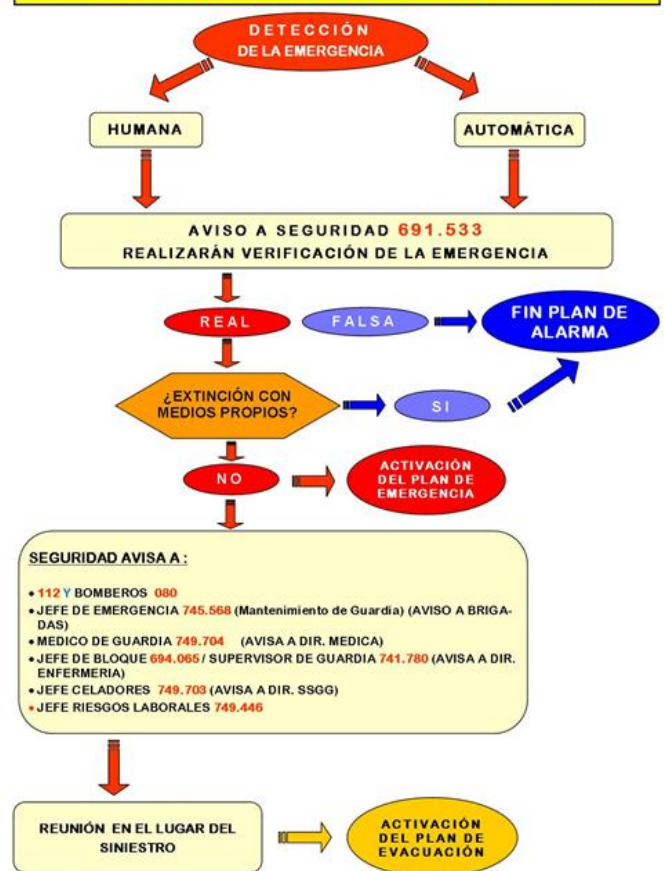 DETECCIÓN
DE LA EMERGENCIA
HUMANA
AUTOMÁTICA
AVISO A SEGURIDAD 691.533
REALIZARÁN VERIFICACIÓN DE LA EMERGENCIA
REAL
FALSA
FIN PLAN DE
ALARMA
¿EXTINCIÓN CON
MEDIOS PROPIOS?
SI
NO
ACTIVACIÓN
DEL PLAN DE
EMERGENCIA
SEGURIDAD AVISA A :
• 112 Y BOMBEROS 080
• JEFE DE EMERGENCIA 745.568 (Mantenimiento de Guardia) (AVISO A BRIGA-
DAS)
• MEDICO DE GUARDIA 749.704 (AVISA A DIR. MEDICA)
• JEFE DE BLOQUE 694.065 / SUPERVISOR DE GUARDIA 741.780 (AVISA A DIR.
ENFERMERIA)
• JEFE CELADORES 749.703 (AVISA A DIR. SSGG)
• JEFE RIESGOS LABORALES 749.446
REUNIÓN EN EL LUGAR DEL
SINIESTRO
ACTIVACIÓN
DEL PLAN DE
EVACUACIÓN